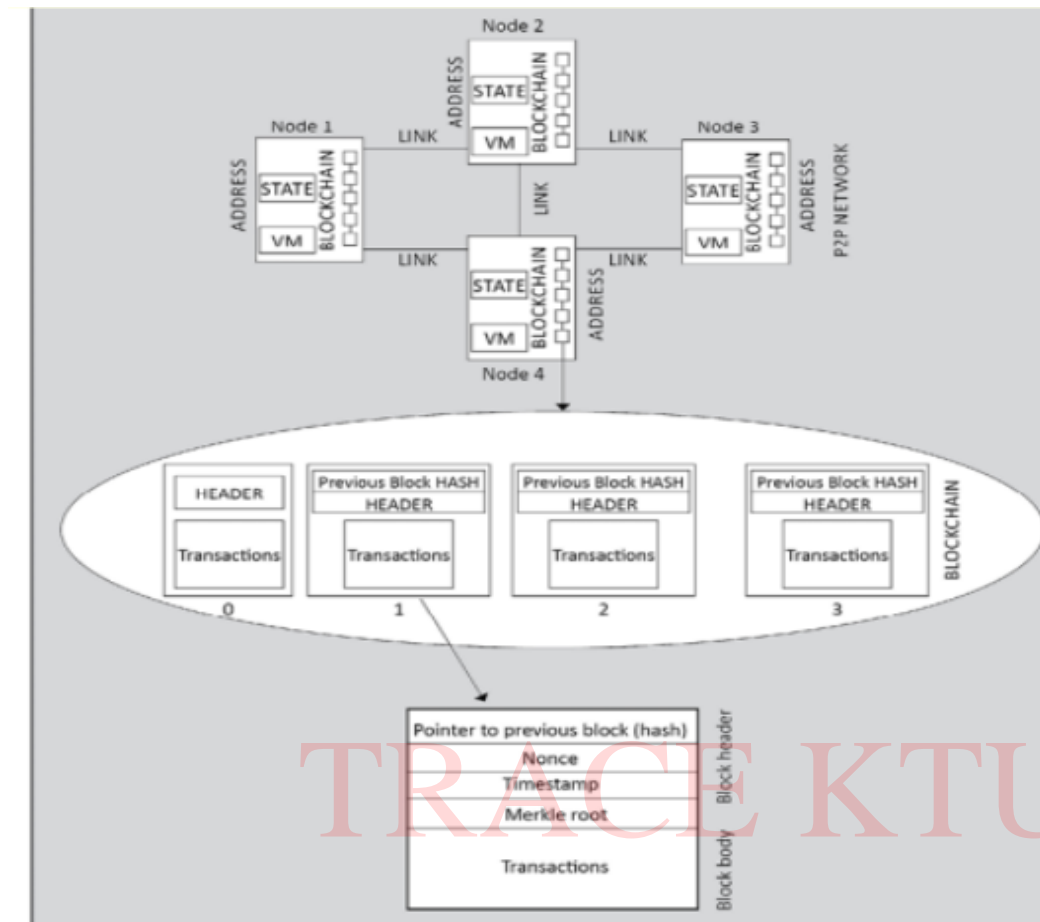 Node 2
ADDRESS
STATE
VM
BLOCKCHAIN
Node 1
LINK
LINK
Node 3
ADDRESS
STATE
VM
BLOCKCHAIN
LINK
STATE
VM
BLOCKCHAIN
ADDRESS
P2P NETWORK
LINK
LINK
STATE
VM
BLOCKCHAIN
ADDRESS
Node 4
HEADER
Transactions
0
Previous Block HASH
HEADER
Transactions
1
Previous Block HASH
HEADER
Transactions
2
Previous Block HASH
HEADER
Transactions
3
BLOCKCHAIN
Pointer to previous block (hash)
Nonce
Timestamp
Merkle root
Block header
Transactions
Block body
TRACE KTU